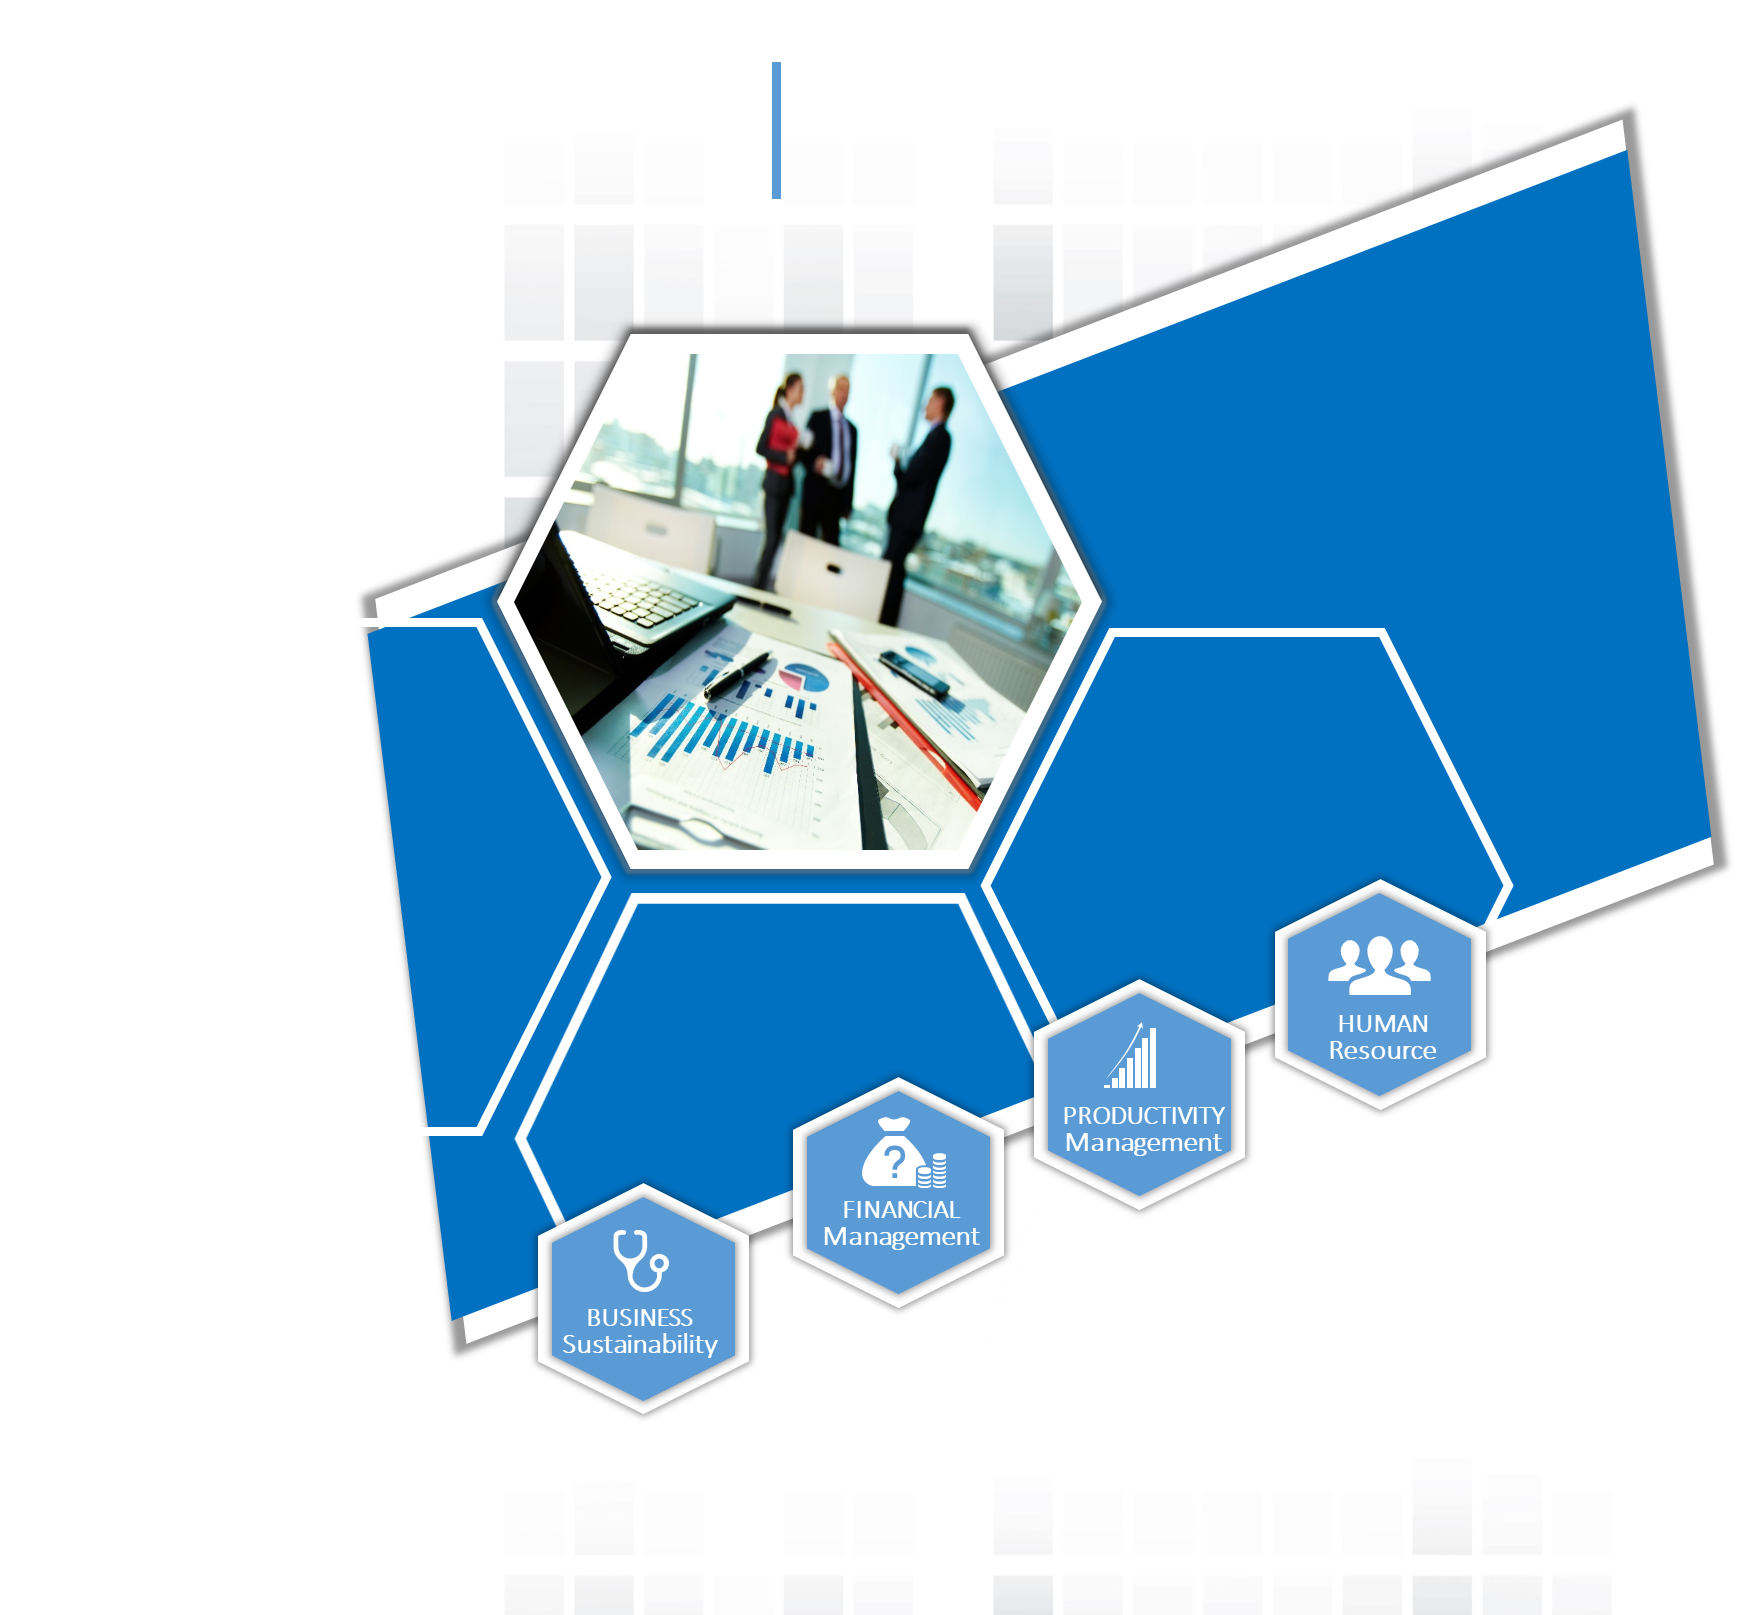 HUMAN
Resource
PRODUCTIVITY
Management
?
FINANCIAL
Management
BUSINESS
Sustainability